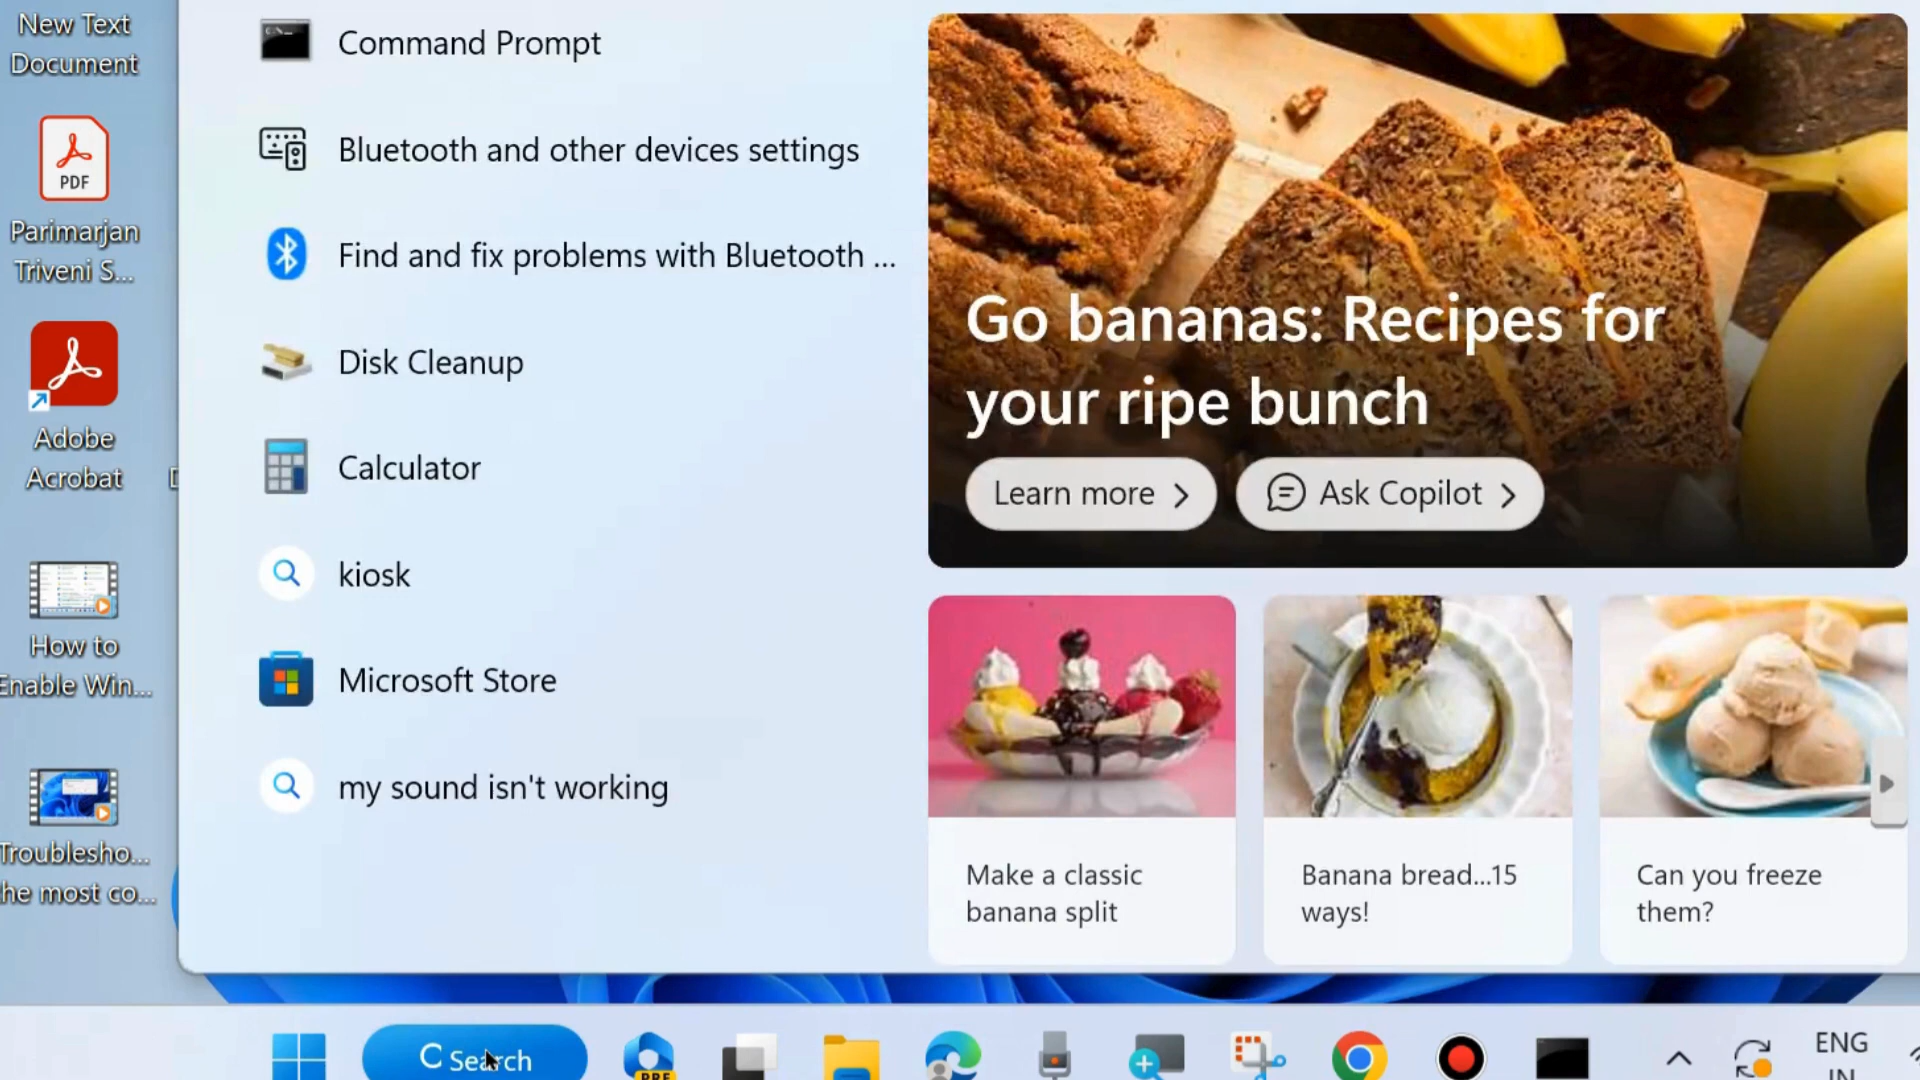 New Text
Document
PDF
Parimarjan
Triveni S...
Adobe
Acrobat
How to
Enable Win...
Troublesho...
he most co...
Command Prompt
Bluetooth and other devices settings
Find and fix problems with Bluetooth ...
Disk Cleanup
Calculator
kiosk
Microsoft Store
my sound isn't working
Go bananas: Recipes for
your ripe bunch
Learn more
Ask Copilot
Make a classic
banana split
Banana bread...15
ways!
Can you freeze
them?
Search
PRE
ENG
IN